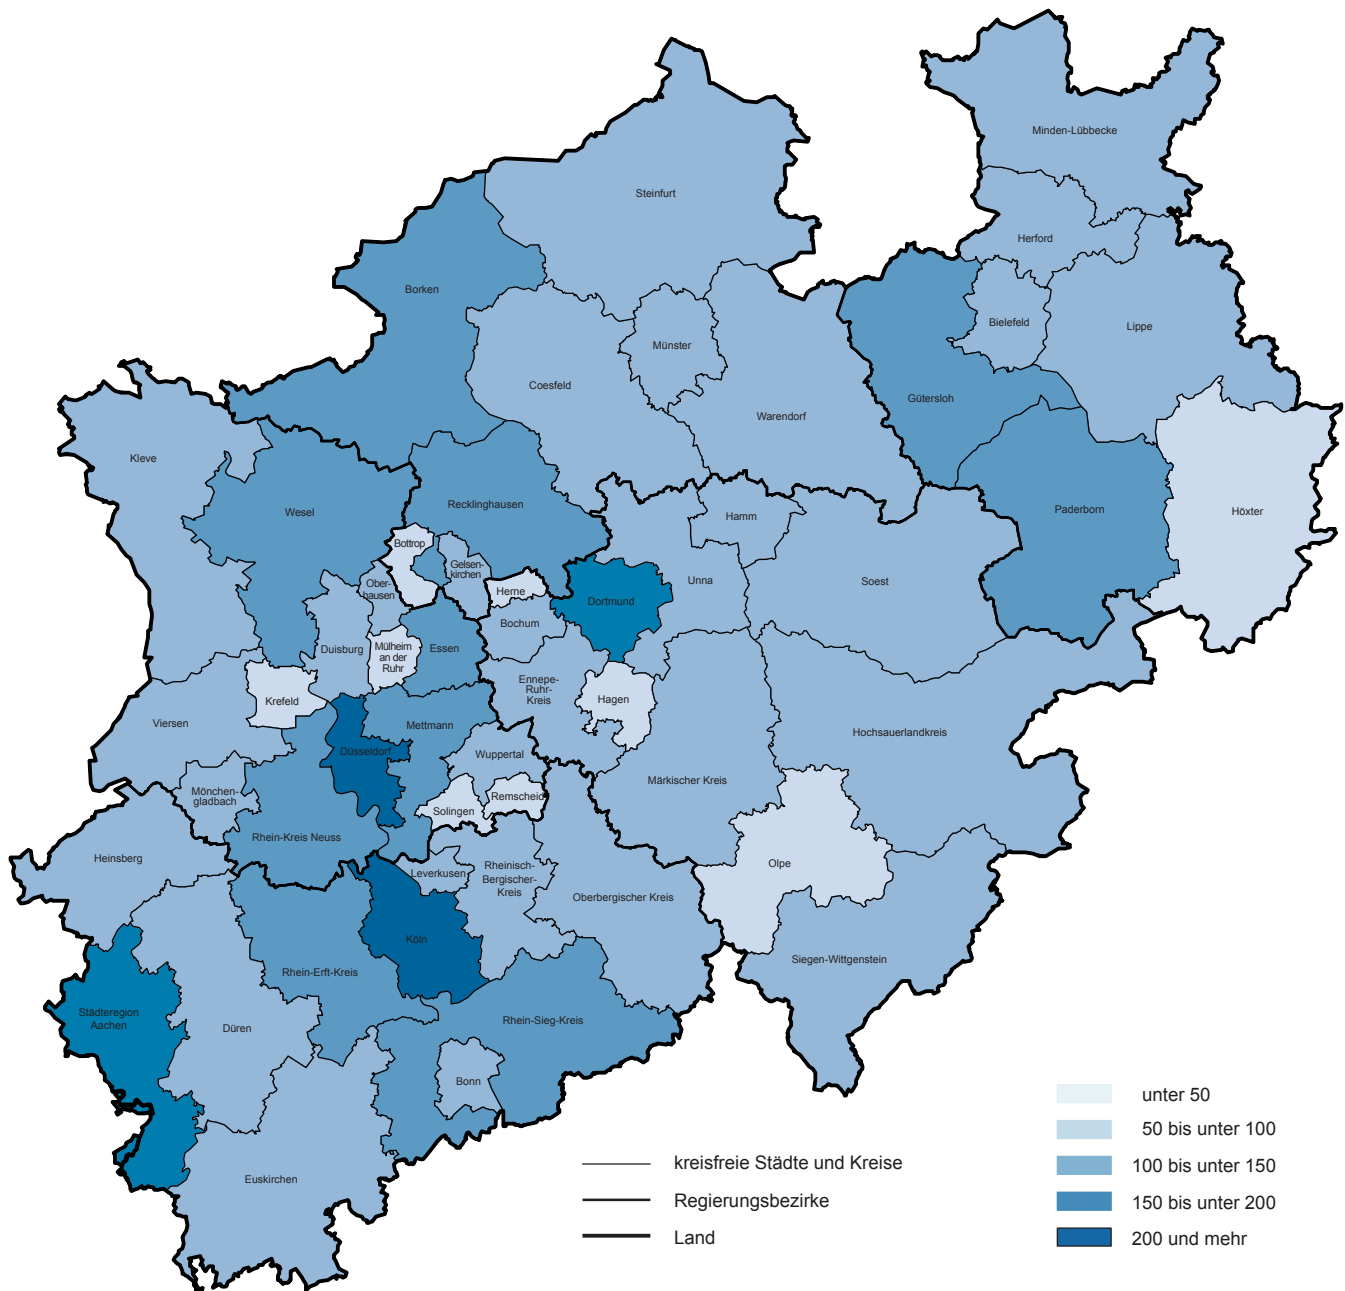 Minden-Lübbecke
Steinfurt
Herford
Borken
Bielefeld
Lippe
Münster
Coesfeld
Gütersloh
Warendorf
Kleve
Recklinghausen
Wesel
Paderborn
Höxter
Hamm
Bottrop
Gelsen-
kirchen
Unna
Soest
Ober-
hausen
Herne
Dortmund
Bochum
Duisburg
Mülheim
an der
Ruhr
Essen
Ennepe-
Ruhr-
Kreis
Hagen
Krefeld
Viersen
Mettmann
Hochsauerlandkreis
Düsseldorf
Wuppertal
Märkischer Kreis
Mönchen-
gladbach
Remscheid
Solingen
Rhein-Kreis Neuss
Heinsberg
Olpe
Leverkusen
Rheinisch-
Bergischer-
Kreis
Oberbergischer Kreis
Köln
Siegen-Wittgenstein
Rhein-Erft-Kreis
Städteregion
Aachen
Düren
Rhein-Sieg-Kreis
Bonn
Euskirchen
unter 50
50 bis unter 100
100 bis unter 150
150 bis unter 200
200 und mehr
kreisfreie Städte und Kreise
Regierungsbezirke
Land